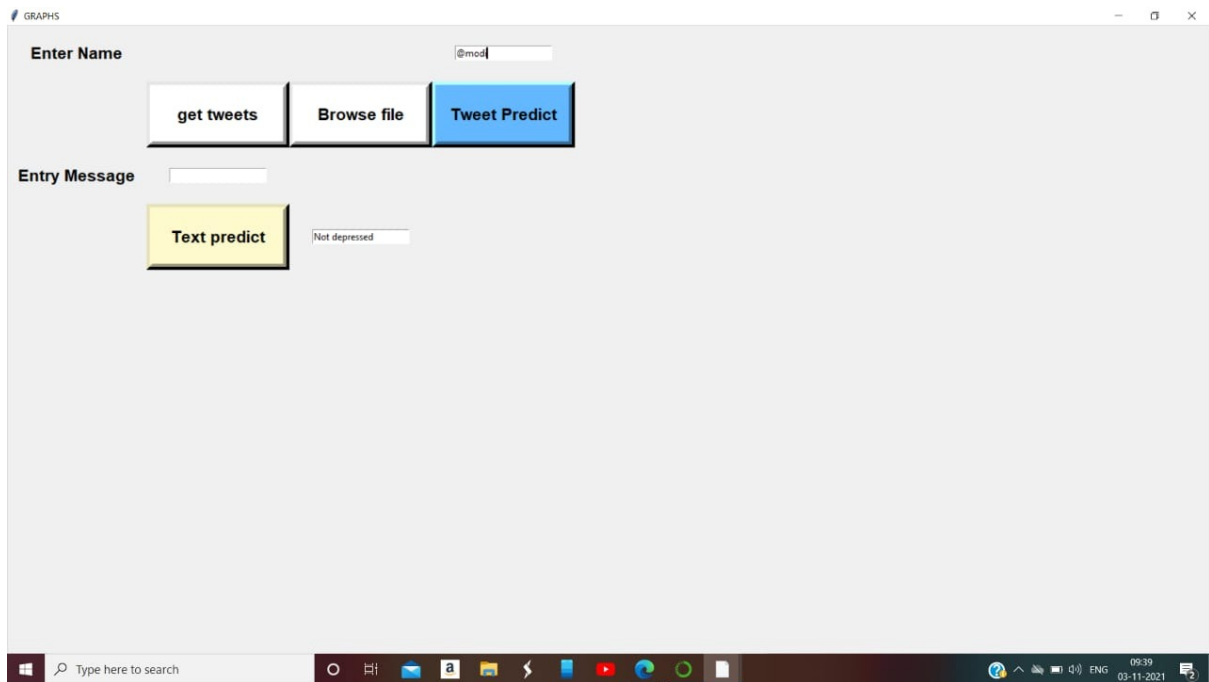 GRAPHS
Enter Name
@modi
get tweets
Browse file
Tweet Predict
Entry Message
Text predict
Not depressed
Type here to search
a
ENG
09:39
03-11-2021
2